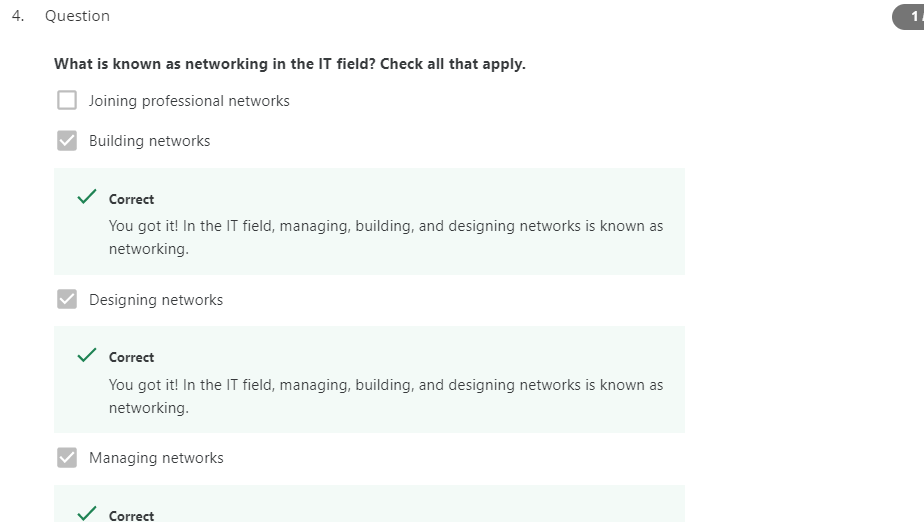 4. Question
1 /
What is known as networking in the IT field? Check all that apply.
Joining professional networks
Building networks
Correct
You got it! In the IT field, managing, building, and designing networks is known as
networking.
Designing networks
Correct
You got it! In the IT field, managing, building, and designing networks is known as
networking.
Managing networks
Correct